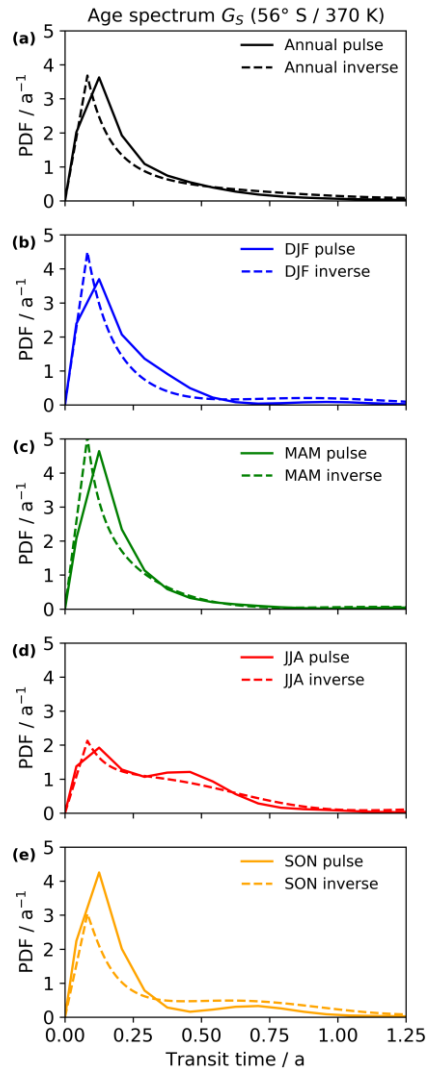 Age spectrum G_S (56° S / 370 K)
(a)
Annual pulse
Annual inverse
PDF / a⁻¹
5
4
3
2
1
0
(b)
DJF pulse
DJF inverse
PDF / a⁻¹
5
4
3
2
1
0
(c)
MAM pulse
MAM inverse
PDF / a⁻¹
5
4
3
2
1
0
(d)
JJA pulse
JJA inverse
PDF / a⁻¹
5
4
3
2
1
0
(e)
SON pulse
SON inverse
PDF / a⁻¹
5
4
3
2
1
0
0.00 0.25 0.50 0.75 1.00 1.25
Transit time / a